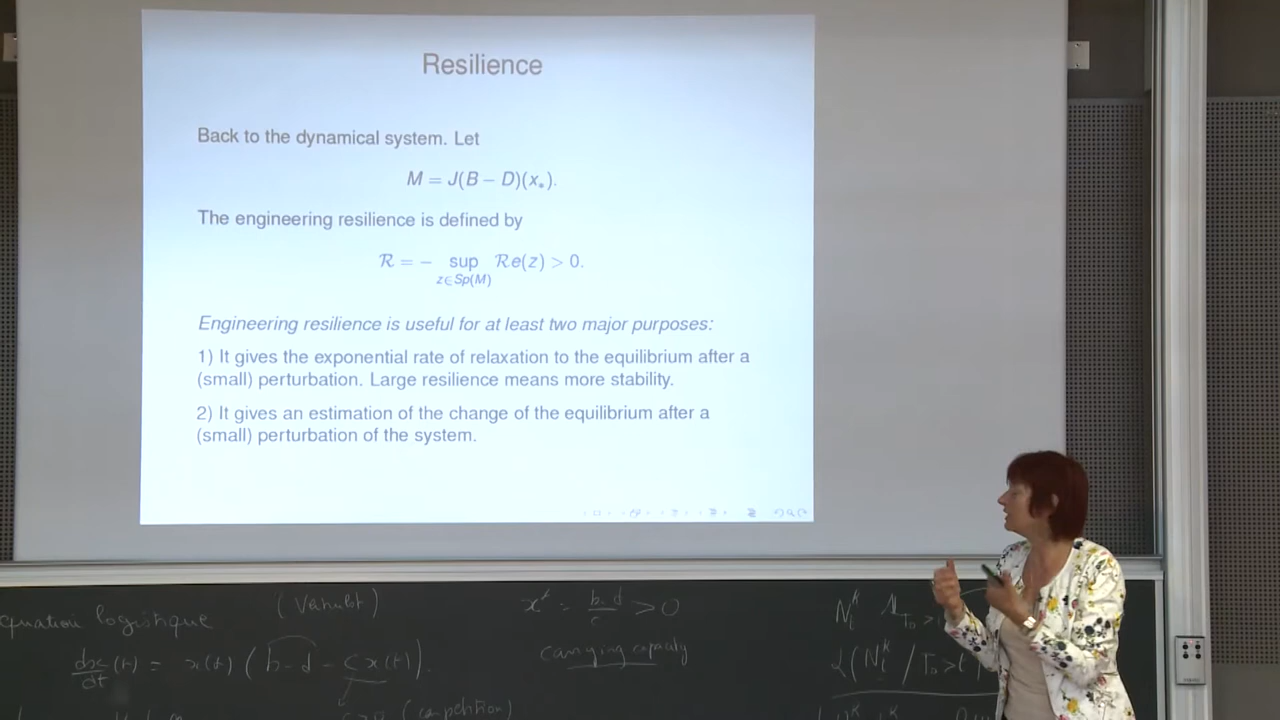 Resilience
Back to the dynamical system. Let
M = J(B − D)(x*).
The engineering resilience is defined by
R = − sup Re(z) > 0.
z∈Sp(M)
Engineering resilience is useful for at least two major purposes:
1) It gives the exponential rate of relaxation to the equilibrium after a
(small) perturbation. Large resilience means more stability.
2) It gives an estimation of the change of the equilibrium after a
(small) perturbation of the system.
quation logistique
dx/dt (t) = x(t) ( b-d - c x(t) ).
(competition)
x* = b-d/c > 0
carrying capacity